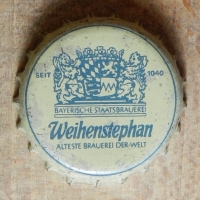 SEIT 1040
BAYERISCHE STAATSBRAUEREI
Weihenstephan
ÄLTESTE BRAUEREI DER WELT